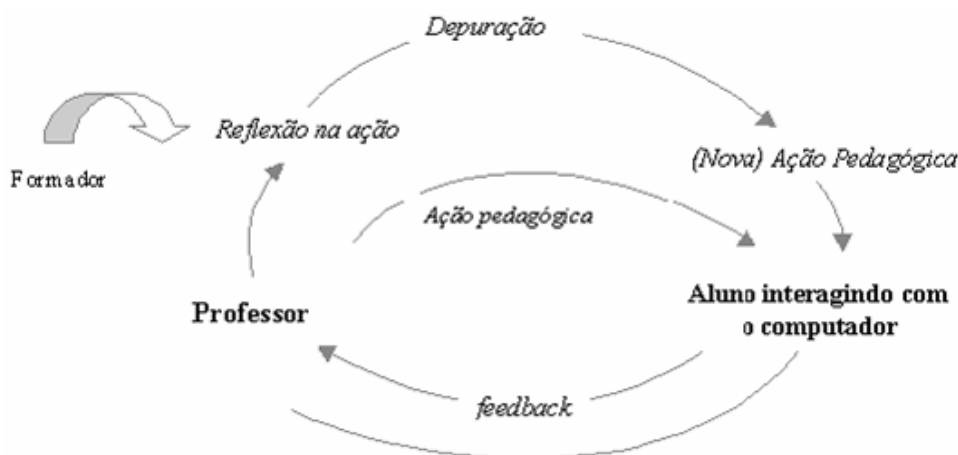 Depuração
Reflexão na ação
(Nova) Ação Pedagógica
Formador
Ação pedagógica
Professor
Aluno interagindo com
o computador
feedback